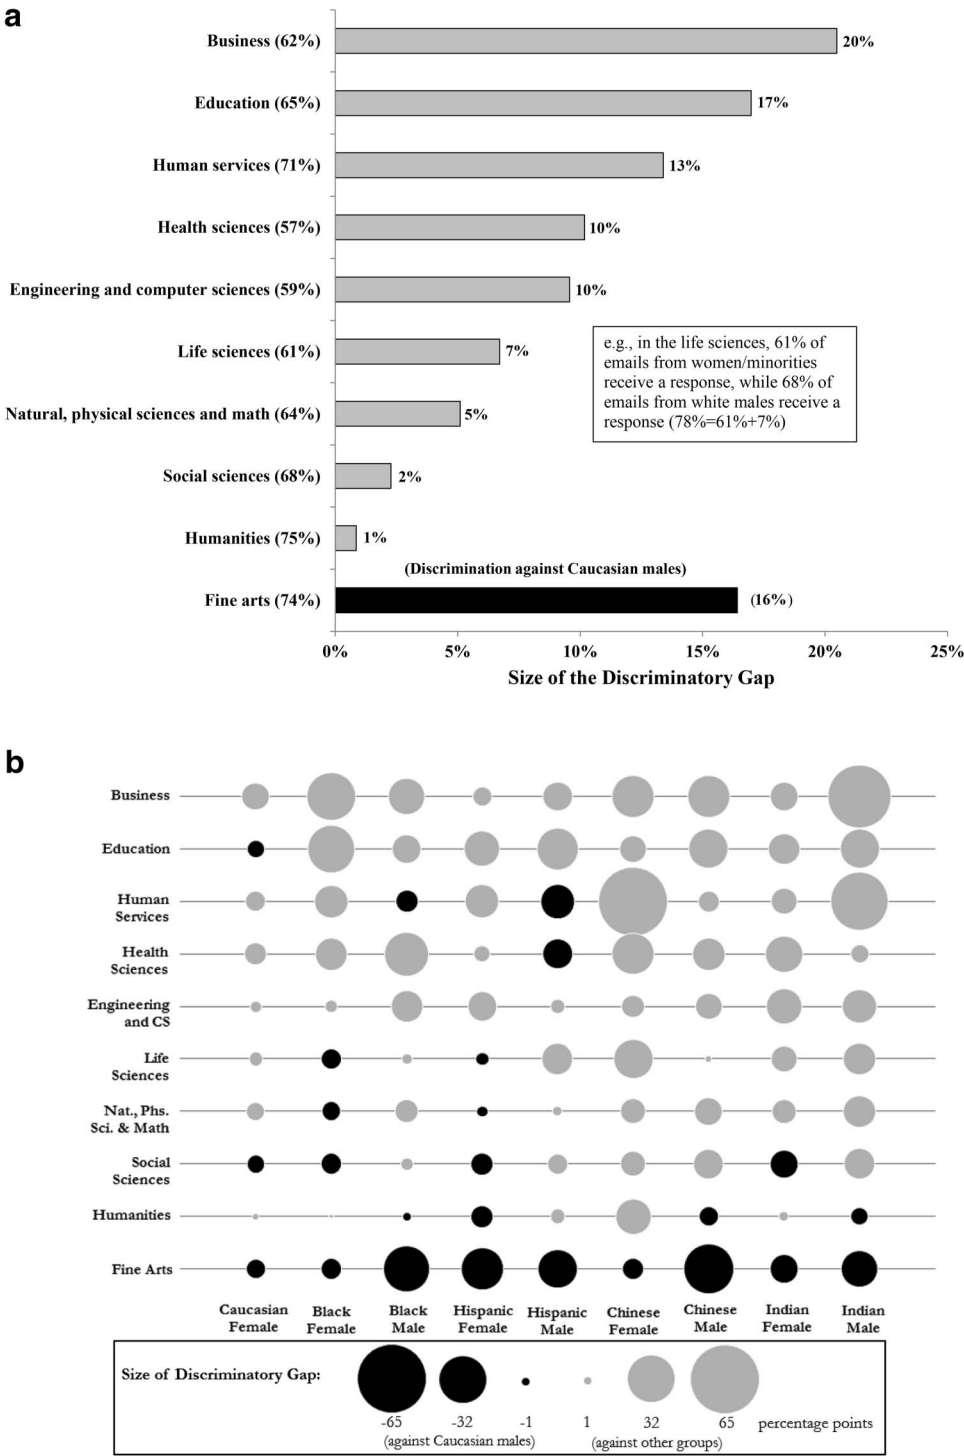 a
Business (62%)
20%
Education (65%)
17%
Human services (71%)
13%
Health sciences (57%)
10%
Engineering and computer sciences (59%)
10%
Life sciences (61%)
7%
e.g., in the life sciences, 61% of
emails from women/minorities
receive a response, while 68% of
emails from white males receive a
response (78%=61%+7%)
Natural, physical sciences and math (64%)
5%
Social sciences (68%)
2%
Humanities (75%)
1%
(Discrimination against Caucasian males)
Fine arts (74%)
(16%)
0% 5% 10% 15% 20% 25%
Size of the Discriminatory Gap
b
Business
Education
Human
Services
Health
Sciences
Engineering
and CS
Life
Sciences
Nat., Phs.
Sci. & Math
Social
Sciences
Humanities
Fine Arts
Caucasian
Female
Black
Female
Black
Male
Hispanic
Female
Hispanic
Male
Chinese
Female
Chinese
Male
Indian
Female
Indian
Male
Size of Discriminatory Gap:
-65 -32 -1 1 32 65 percentage points
(against Caucasian males) (against other groups)